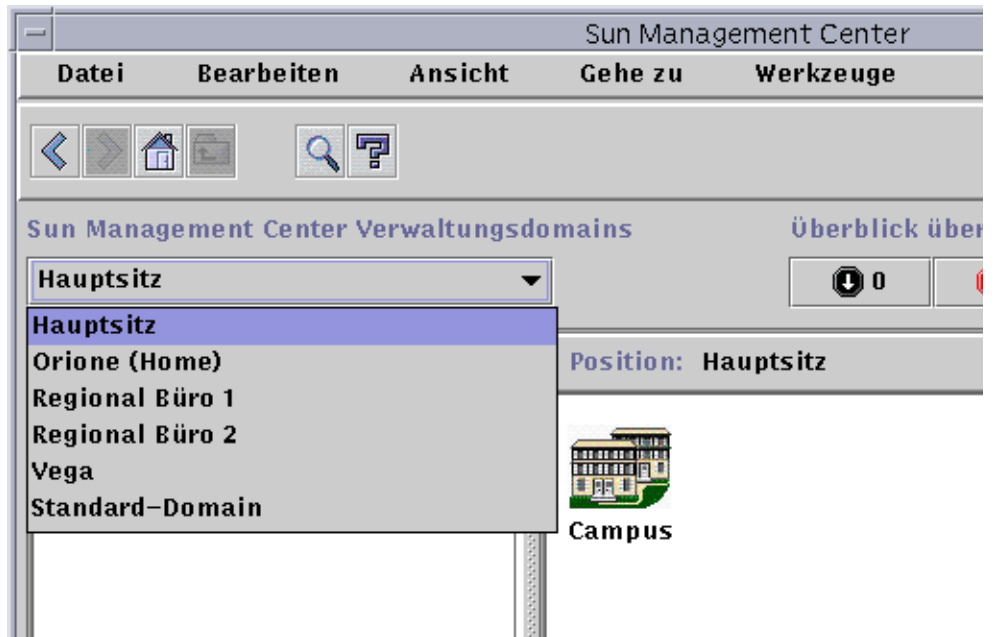 Sun Management Center
Datei Bearbeiten Ansicht Gehe zu Werkzeuge
Sun Management Center Verwaltungsdomains
Überblick über
Hauptsitz
0
Hauptsitz
Orione (Home)
Regional Büro 1
Regional Büro 2
Vega
Standard-Domain
Position: Hauptsitz
Campus